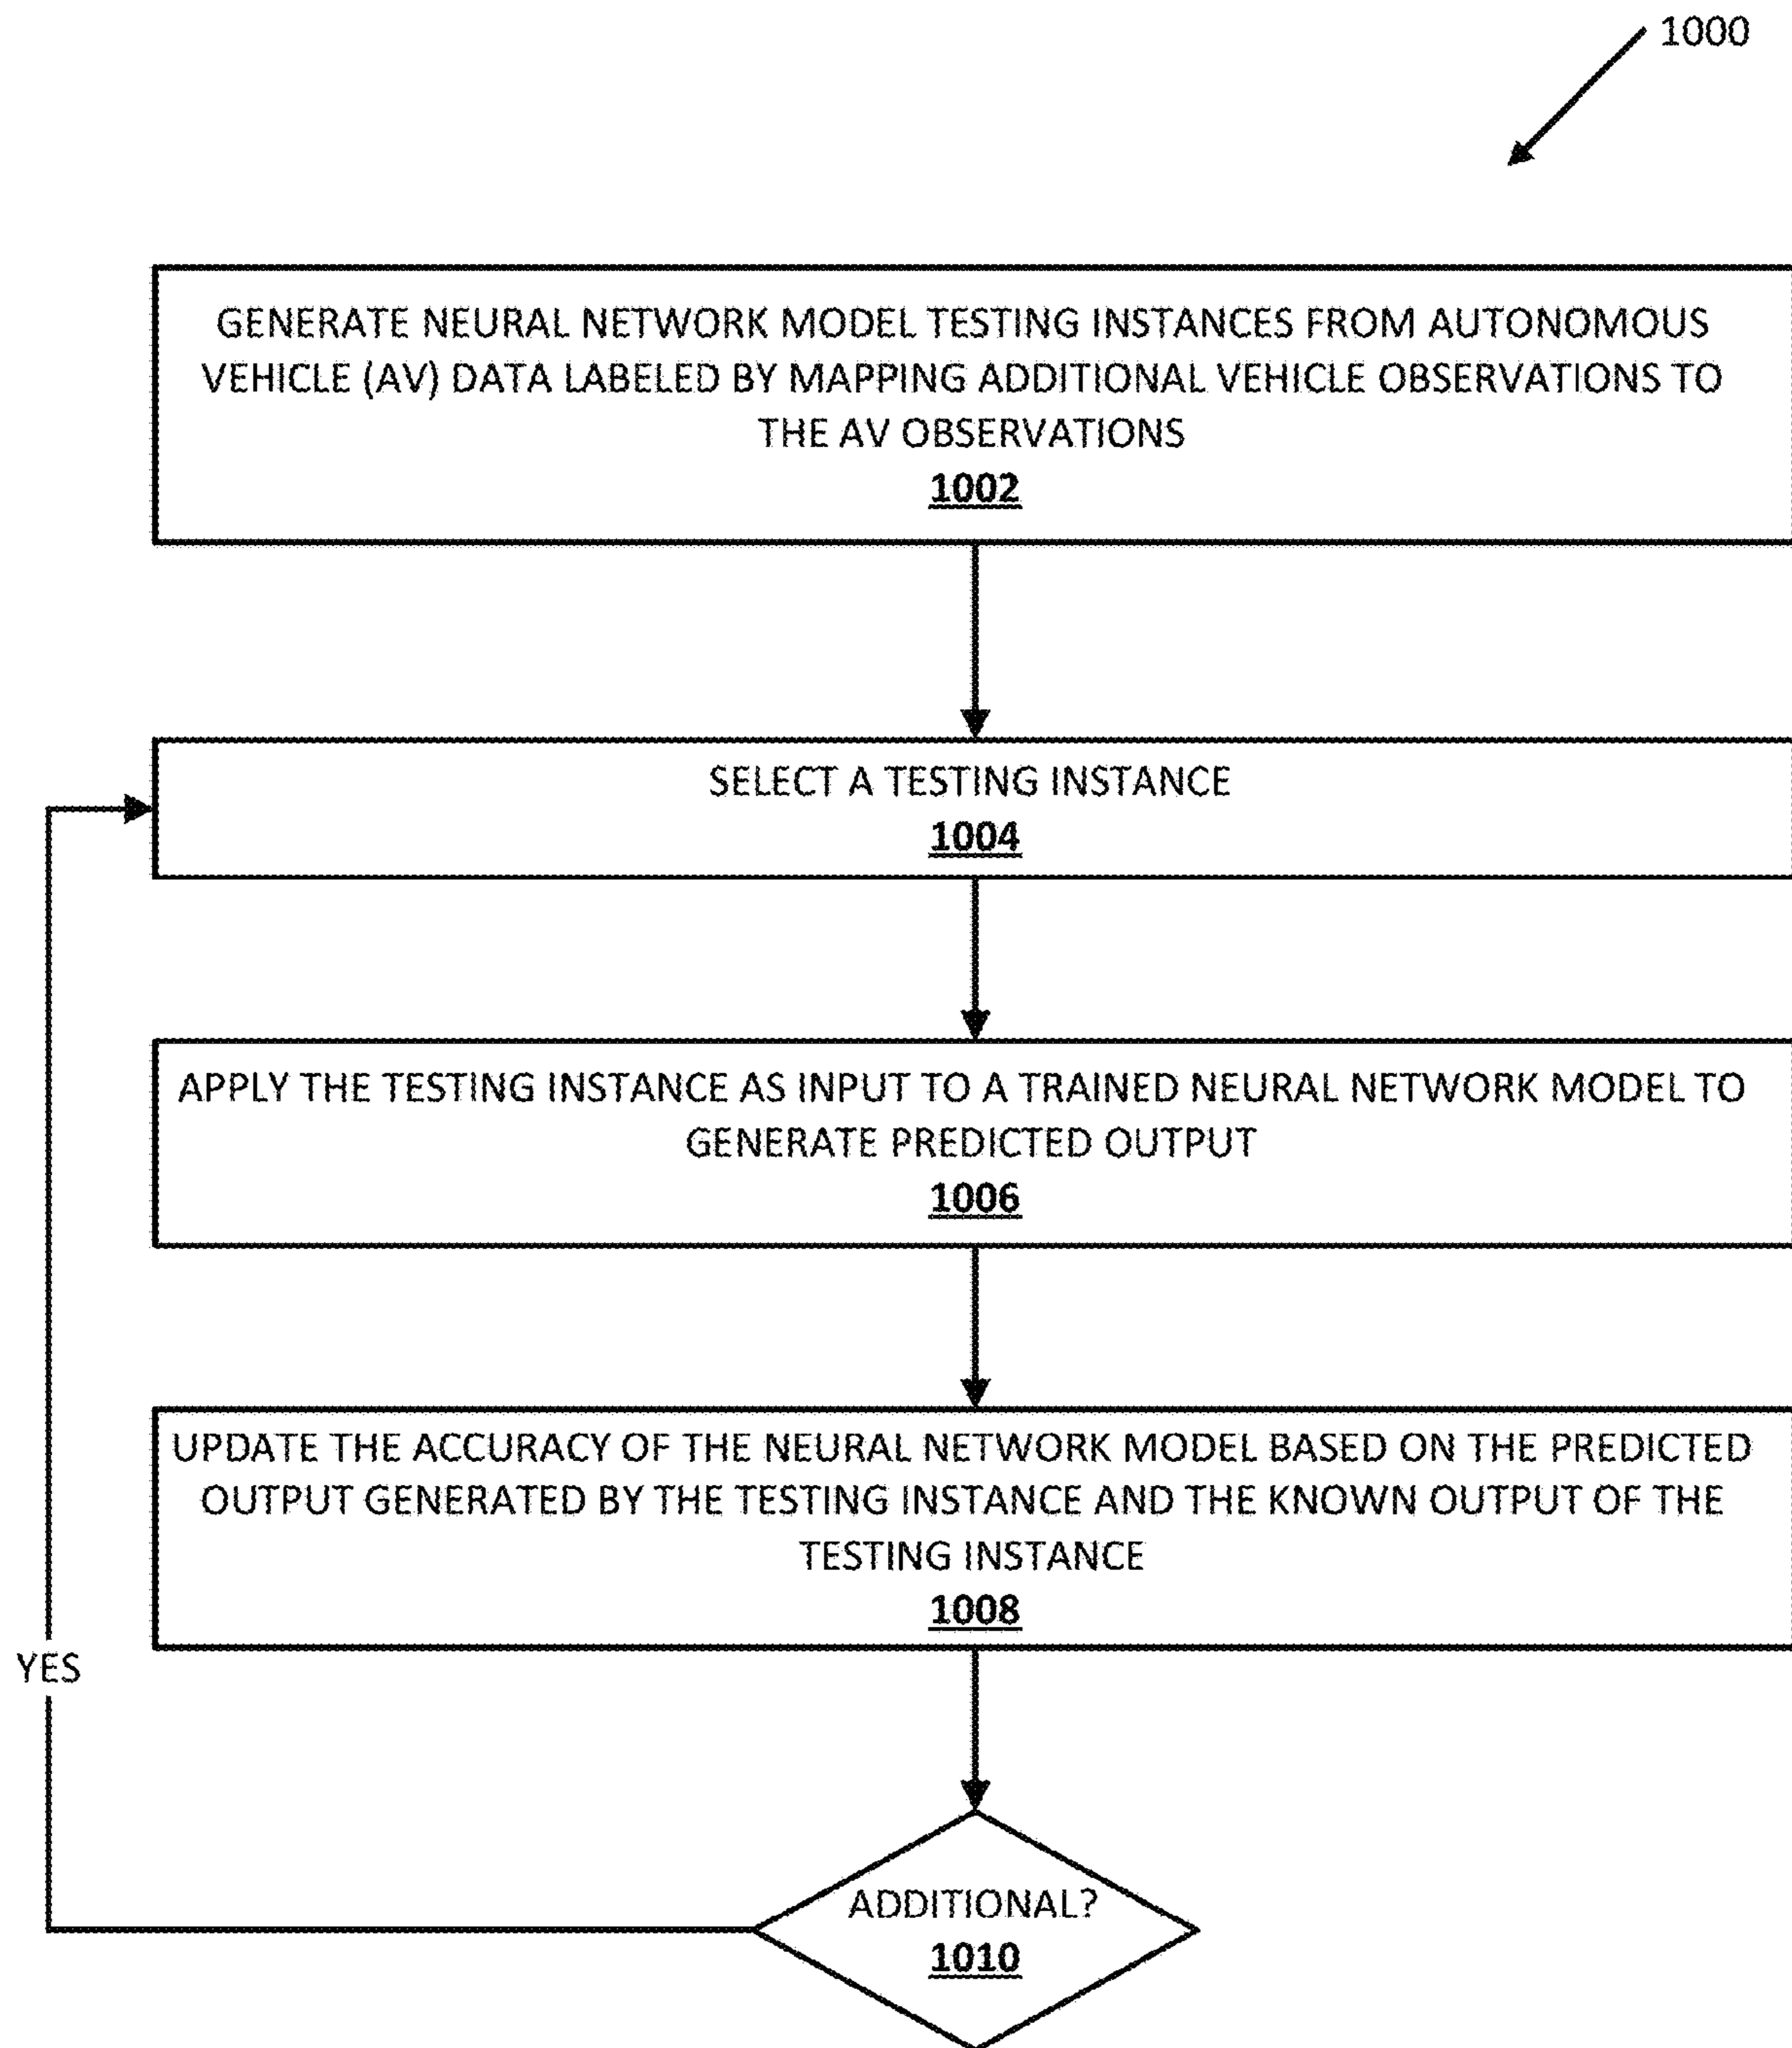 1000
GENERATE NEURAL NETWORK MODEL TESTING INSTANCES FROM AUTONOMOUS
VEHICLE (AV) DATA LABELED BY MAPPING ADDITIONAL VEHICLE OBSERVATIONS TO
THE AV OBSERVATIONS
1002
SELECT A TESTING INSTANCE
1004
APPLY THE TESTING INSTANCE AS INPUT TO A TRAINED NEURAL NETWORK MODEL TO
GENERATE PREDICTED OUTPUT
1006
UPDATE THE ACCURACY OF THE NEURAL NETWORK MODEL BASED ON THE PREDICTED
OUTPUT GENERATED BY THE TESTING INSTANCE AND THE KNOWN OUTPUT OF THE
TESTING INSTANCE
1008
YES
ADDITIONAL?
1010